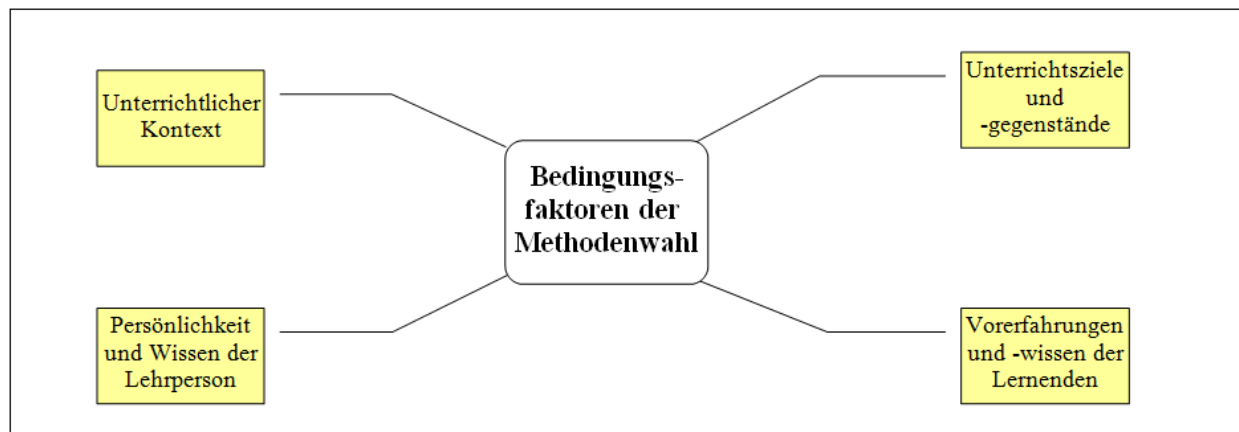 Unterrichtlicher
Kontext
Unterrichtsziele
und
-gegenstände
Bedingungs-
faktoren der
Methodenwahl
Persönlichkeit
und Wissen der
Lehrperson
Vorerfahrungen
und -wissen der
Lernenden